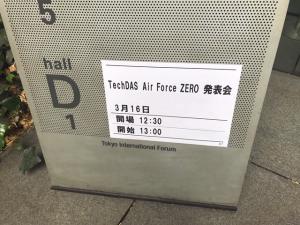 5
hall
D
1
TechDAS Air Force ZERO 発表会
3月16日
開場 12:30
開始 13:00
Tokyo International Forum